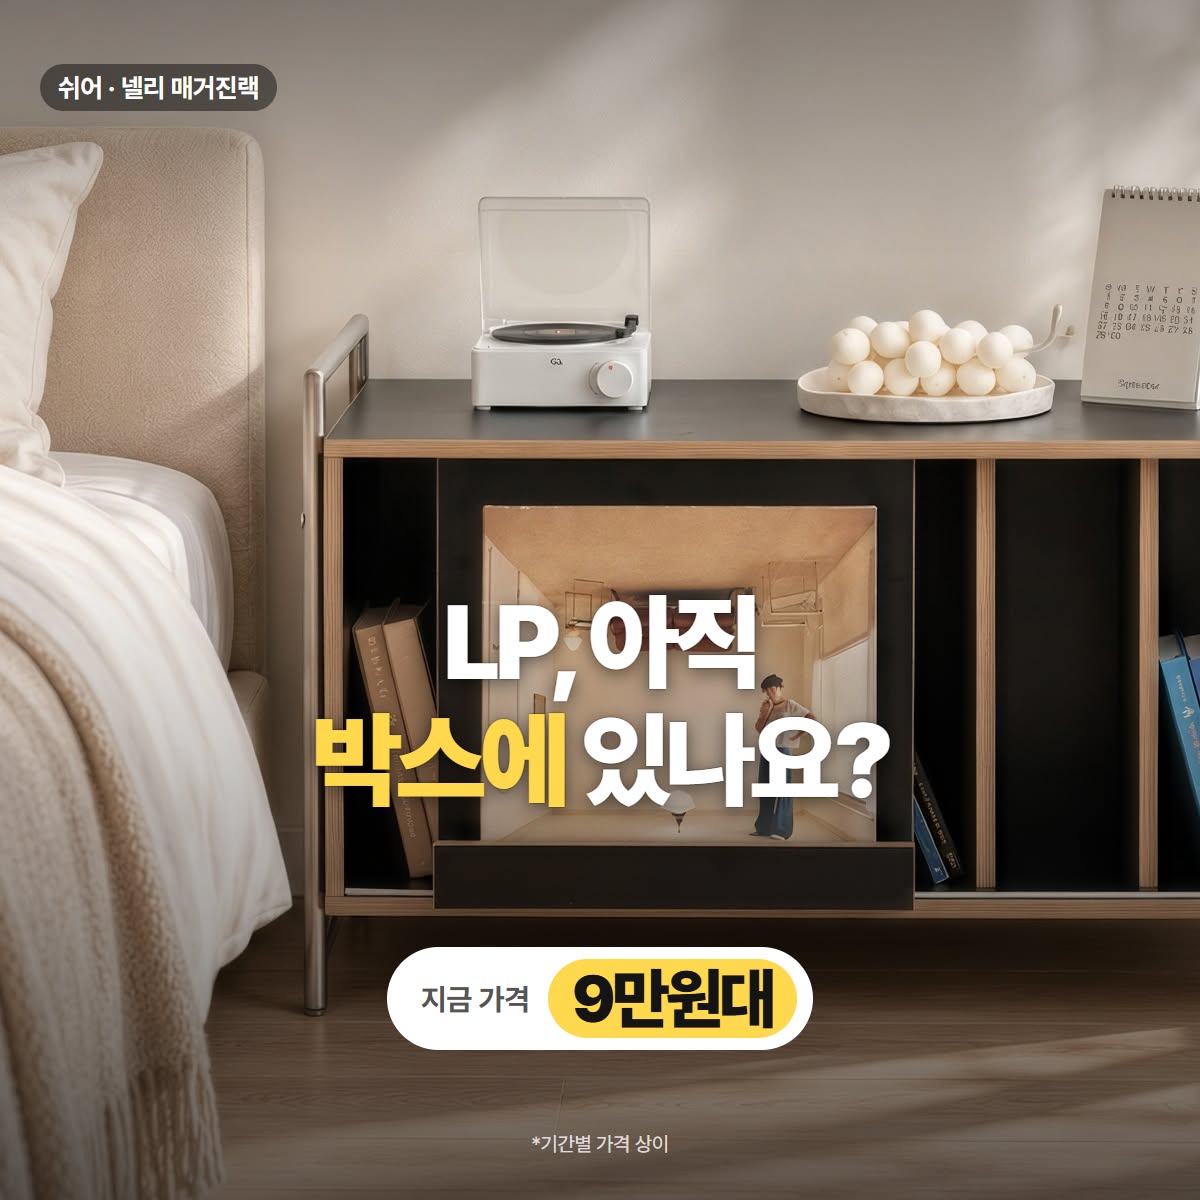 쉬어 · 넬리 매거진랙
LP, 아직
박스에 있나요?
지금 가격 9만원대
*기간별 가격 상이